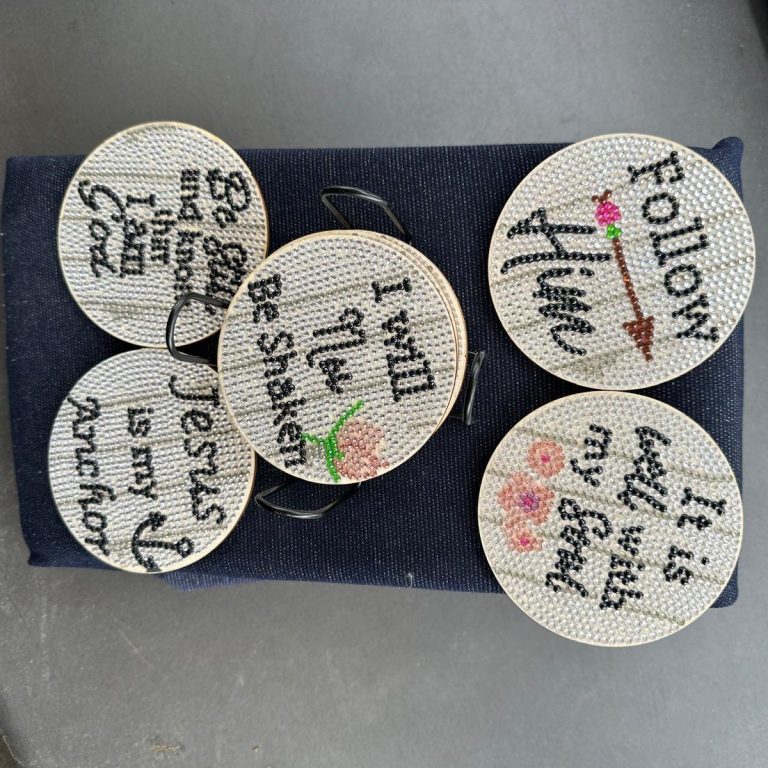 Follow
Him
It is
well with
my Soul
I will
Not
Be Shaken
Be Still
and know
I am
God
Jesus
is my
Anchor